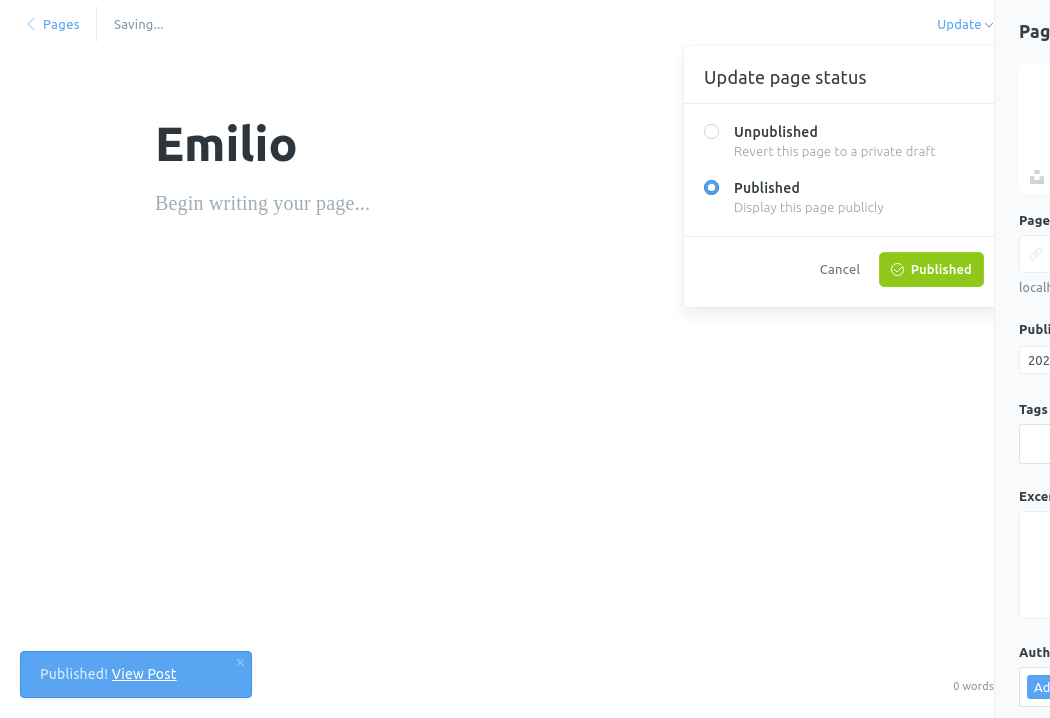 Pages
Saving...
Update
Update page status
Unpublished
Revert this page to a private draft
Published
Display this page publicly
Cancel
Published
Emilio
Begin writing your page...
Published! View Post
0 words
Pag
Page
localh
Publi
202
Tags
Excer
Auth
Ad